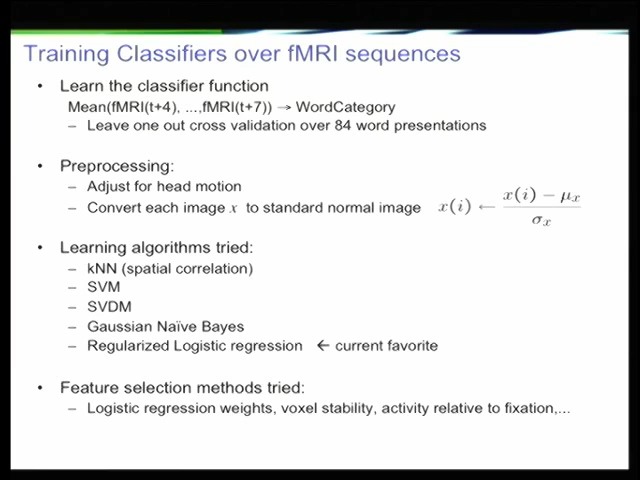 Training Classifiers over fMRI sequences
• Learn the classifier function
Mean(fMRI(t+4), ...,fMRI(t+7)) → WordCategory
– Leave one out cross validation over 84 word presentations
• Preprocessing:
– Adjust for head motion
– Convert each image x to standard normal image x(i) ← (x(i) − μx) / σx
• Learning algorithms tried:
– kNN (spatial correlation)
– SVM
– SVDM
– Gaussian Naïve Bayes
– Regularized Logistic regression ← current favorite
• Feature selection methods tried:
– Logistic regression weights, voxel stability, activity relative to fixation,...